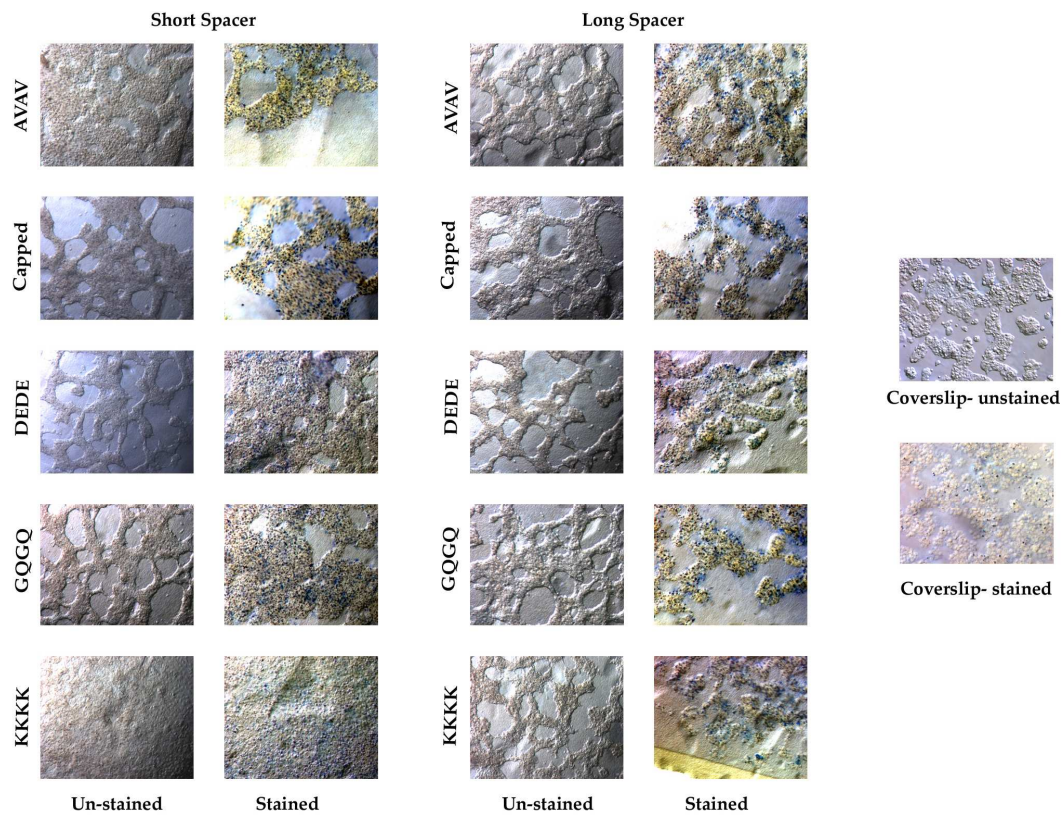 Short Spacer
Long Spacer
AVAV
AVAV
Capped
Capped
Coverslip- unstained
DEDE
DEDE
Coverslip- stained
GQGQ
GQGQ
KKKK
KKKK
Un-stained
Stained
Un-stained
Stained